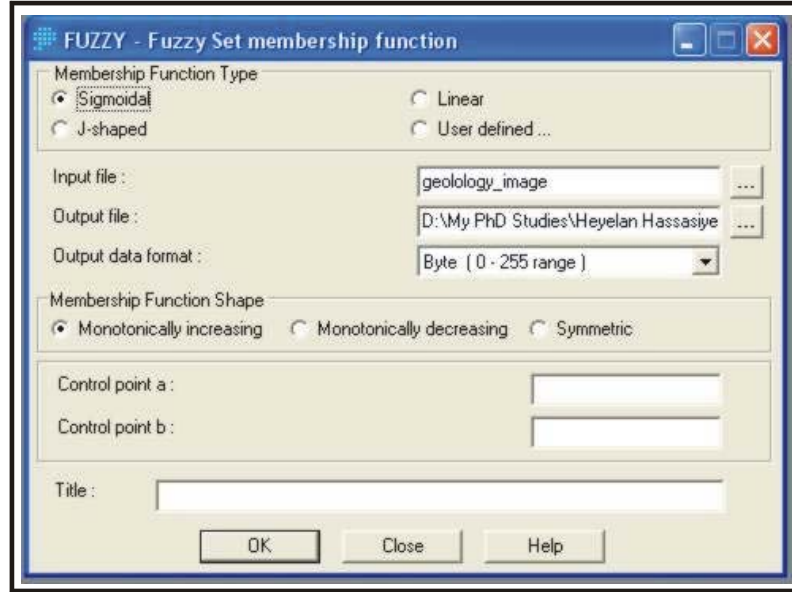 FUZZY - Fuzzy Set membership function
Membership Function Type
Sigmoidal
Linear
J-shaped
User defined ...
Input file :
geolology_image
...
Output file :
D:\My PhD Studies\Heyelan Hassasiye
...
Output data format :
Byte ( 0 - 255 range )
Membership Function Shape
Monotonically increasing
Monotonically decreasing
Symmetric
Control point a :
Control point b :
Title :
OK
Close
Help